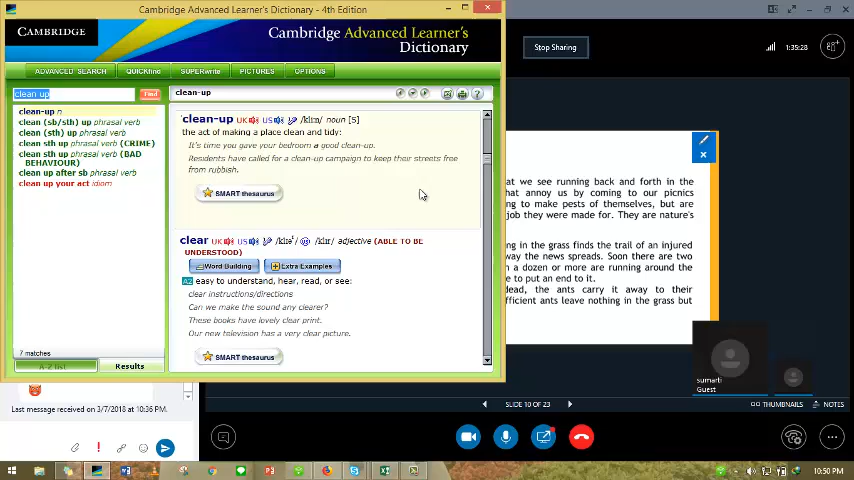 Cambridge Advanced Learner's Dictionary - 4th Edition
CAMBRIDGE
Cambridge Advanced Learner's
Dictionary
ADVANCED SEARCH
QUICKfind
SUPERwrite
PICTURES
OPTIONS
clean up
Find
clean-up n
clean (sb/sth) up phrasal verb
clean (sth) up phrasal verb
clean sth up phrasal verb (CRIME)
clean sth up phrasal verb (BAD
BEHAVIOUR)
clean up after sb phrasal verb
clean up your act idiom
7 matches
A-Z list
Results
clean-up
'clean-up UK US noun [S]
the act of making a place clean and tidy:
It's time you gave your bedroom a good clean-up.
Residents have called for a clean-up campaign to keep their streets free
from rubbish.
SMART thesaurus
clear UK US adjective (ABLE TO BE
UNDERSTOOD)
Word Building
Extra Examples
A2 easy to understand, hear, read, or see:
clear instructions/directions
Can we make the sound any clearer?
These books have lovely clear print.
Our new television has a very clear picture.
SMART thesaurus
Last message received on 3/7/2018 at 10:36 PM.
Stop Sharing
1:35:28
at we see running back and forth in the
hat annoy us by coming to our picnics
ing to make pests of themselves, but are
job they were made for. They are nature's
ng in the grass finds the trail of an injured
way the news spreads. Soon there are two
n a dozen or more are running around the
e to put an end to it.
dead, the ants carry it away to their
fficient ants leave nothing in the grass but
sumarti
Guest
SLIDE 10 OF 23
THUMBNAILS
NOTES
10:50 PM